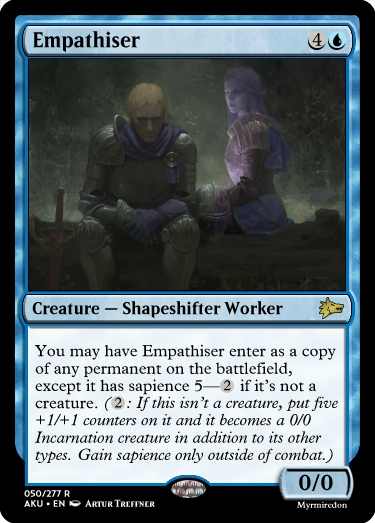 Empathiser 4
Creature — Shapeshifter Worker
You may have Empathiser enter as a copy
of any permanent on the battlefield,
except it has sapience 5—2 if it's not a
creature. (2: If this isn't a creature, put five
+1/+1 counters on it and it becomes a 0/0
Incarnation creature in addition to its other
types. Gain sapience only outside of combat.)
0/0
050/277 R
AKU • EN Artur Treffner
Myrmiredon